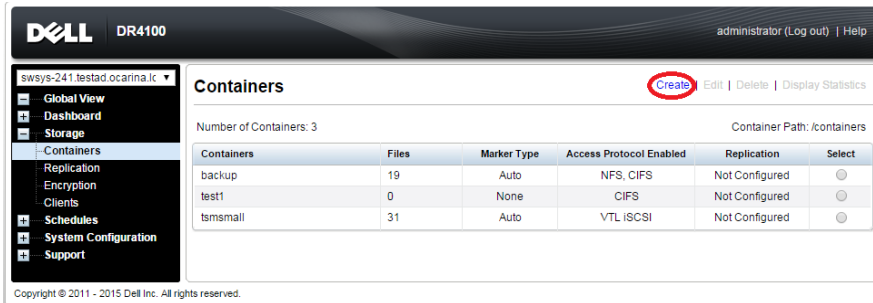 DELL DR4100 administrator (Log out) | Help
swsys-241.testad.ocarina.lc
Global View
Dashboard
Storage
Containers
Replication
Encryption
Clients
Schedules
System Configuration
Support
Containers
Create | Edit | Delete | Display Statistics
Number of Containers: 3 Container Path: /containers
Containers Files Marker Type Access Protocol Enabled Replication Select
backup 19 Auto NFS, CIFS Not Configured
test1 0 None CIFS Not Configured
tsmsmall 31 Auto VTL iSCSI Not Configured
Copyright © 2011 - 2015 Dell Inc. All rights reserved.